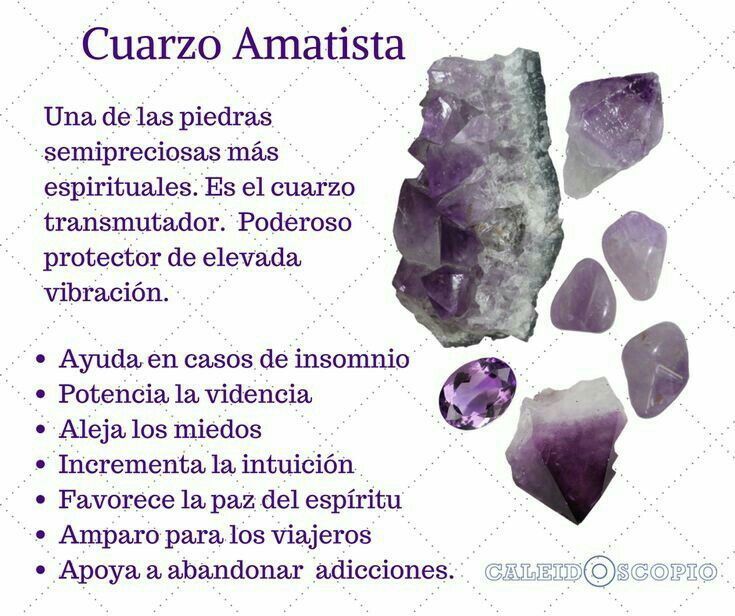 Cuarzo Amatista
Una de las piedras
semipreciosas más
espirituales. Es el cuarzo
transmutador. Poderoso
protector de elevada
vibración.
• Ayuda en casos de insomnio
• Potencia la videncia
• Aleja los miedos
• Incrementa la intuición
• Favorece la paz del espíritu
• Amparo para los viajeros
• Apoya a abandonar adicciones.
CALEIDOSCOPIO